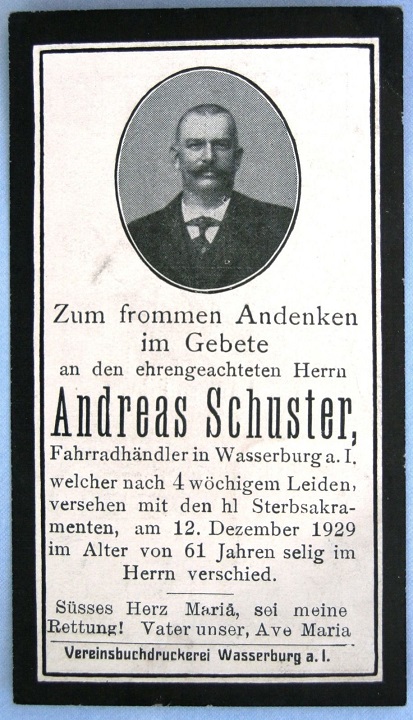 Zum frommen Andenken
im Gebete
an den ehrengeachteten Herrn
Andreas Schuster,
Fahrradhändler in Wasserburg a. I.
welcher nach 4 wöchigem Leiden,
versehen mit den hl Sterbsakra-
menten, am 12. Dezember 1929
im Alter von 61 Jahren selig im
Herrn verschied.
Süsses Herz Mariä, sei meine
Rettung! Vater unser, Ave Maria
Vereinsbuchdruckerei Wasserburg a. I.